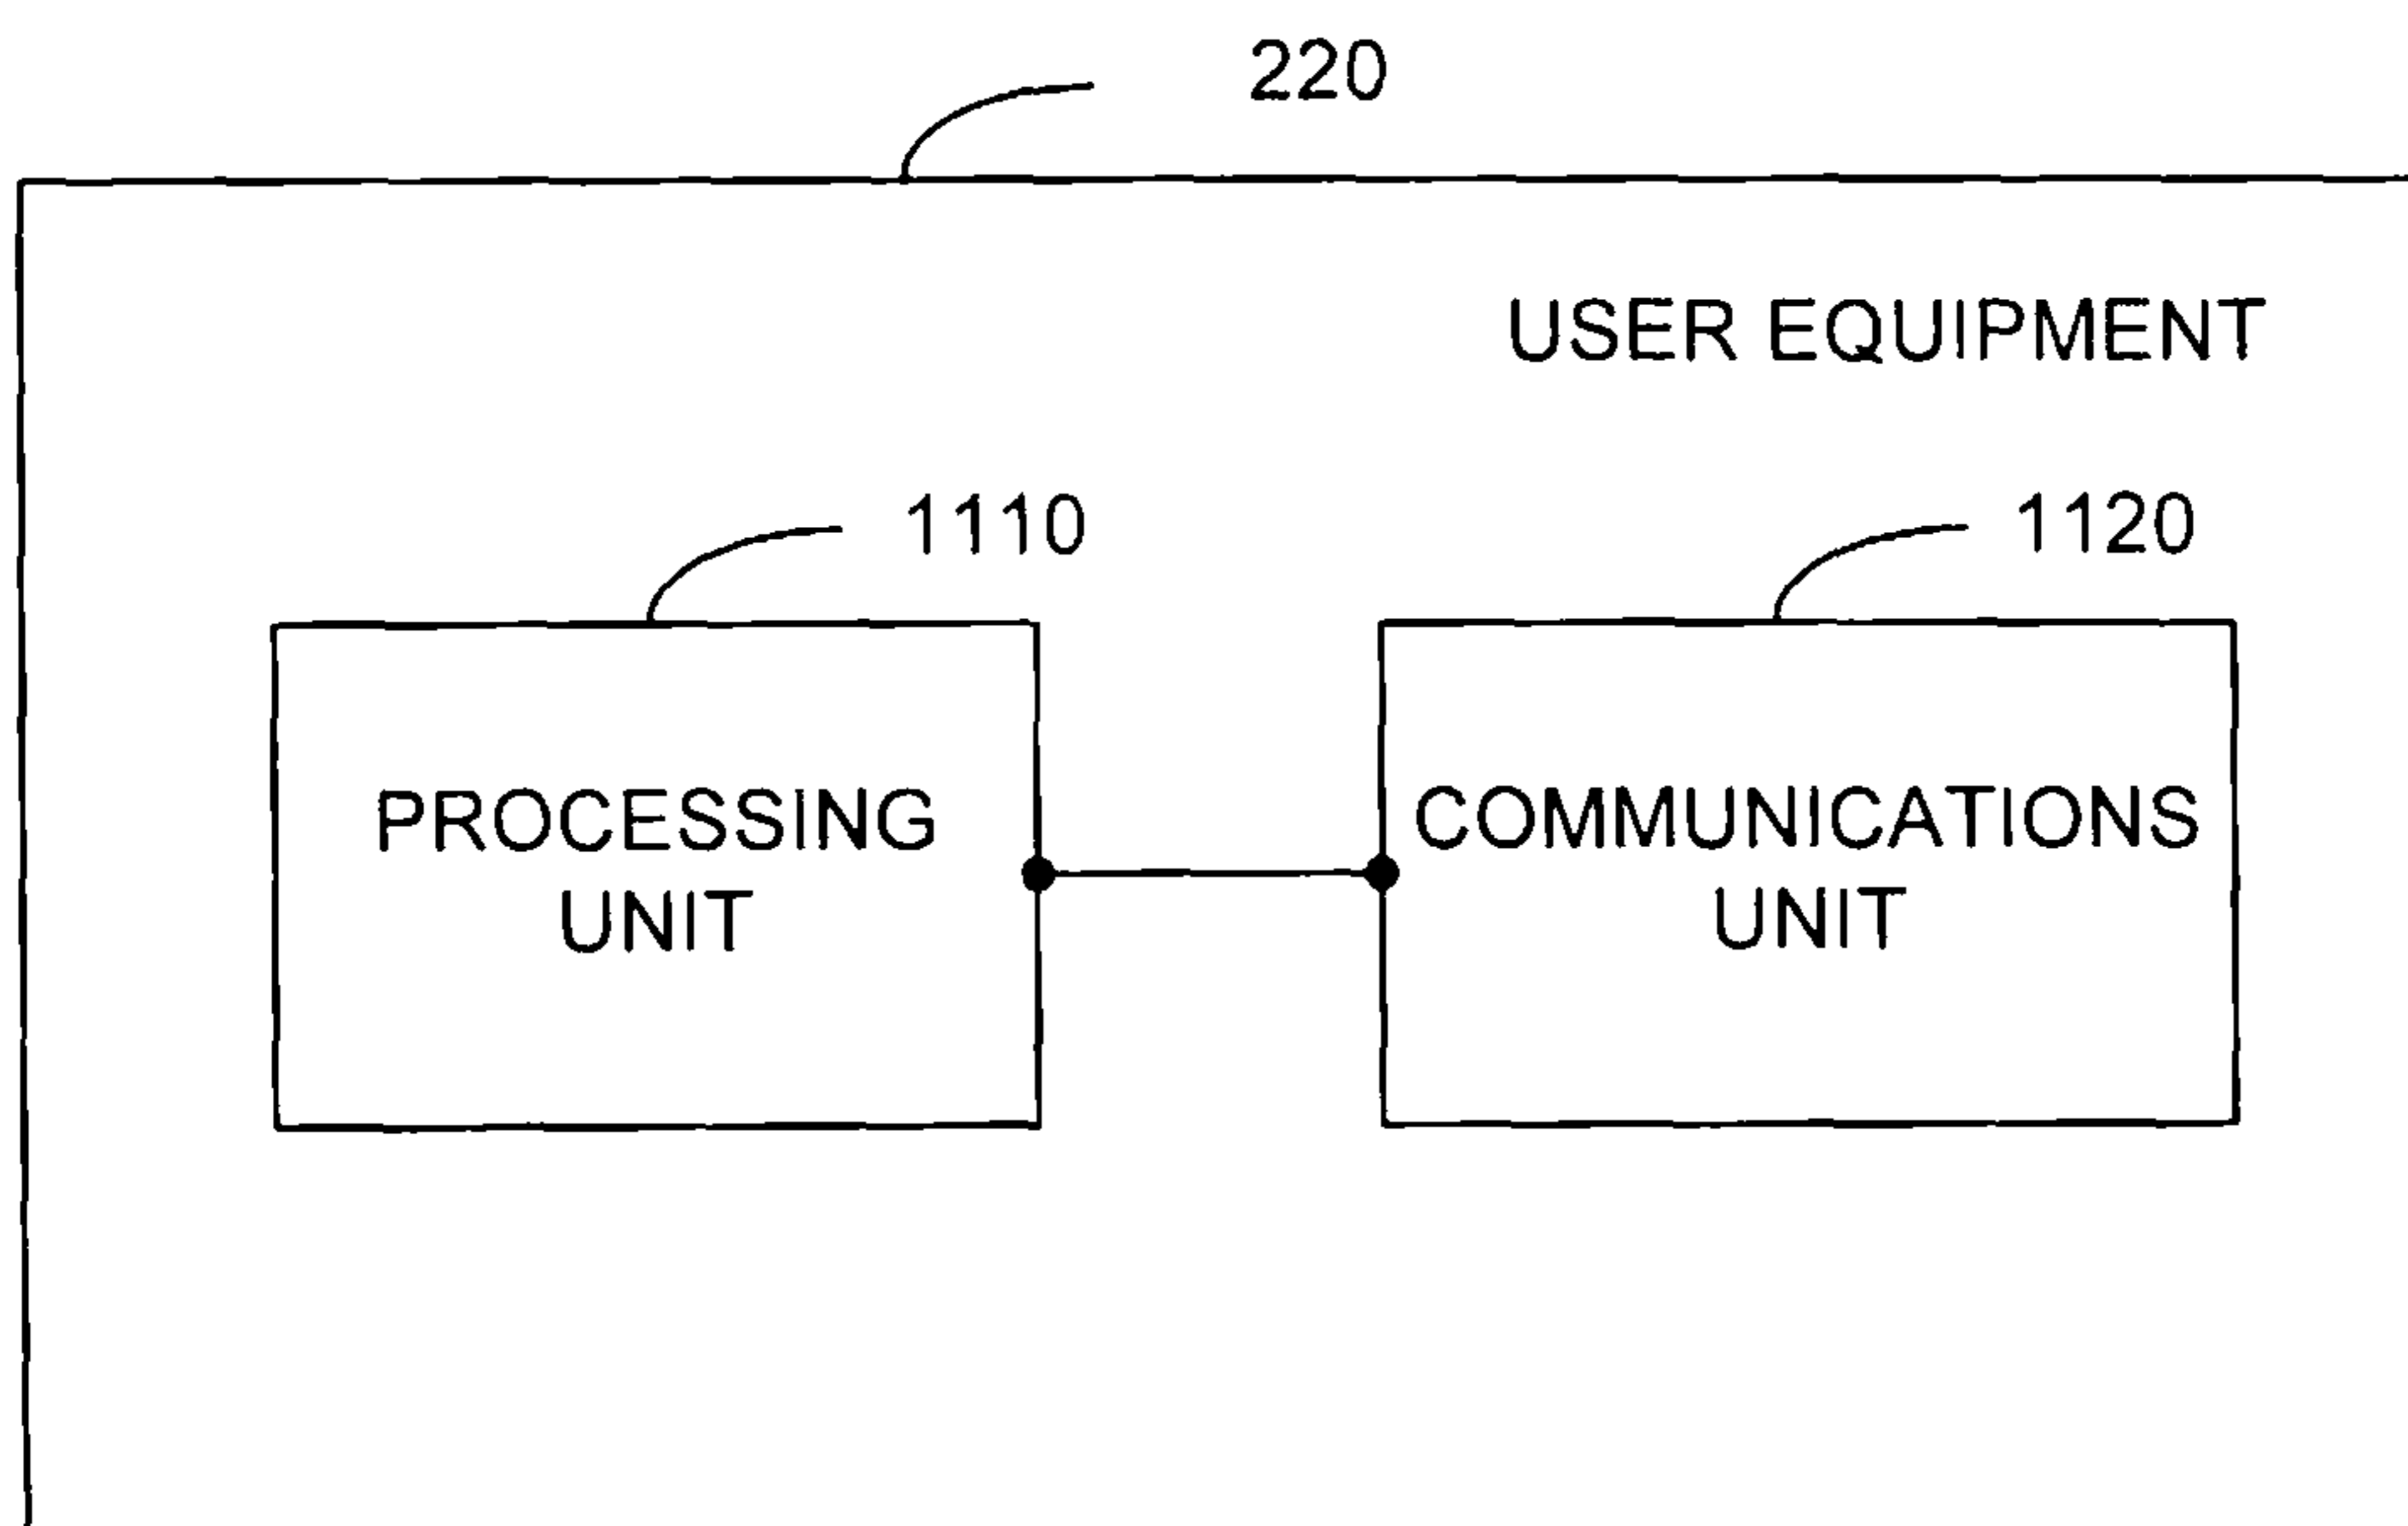 220
USER EQUIPMENT
1110
1120
PROCESSING
UNIT
COMMUNICATIONS
UNIT